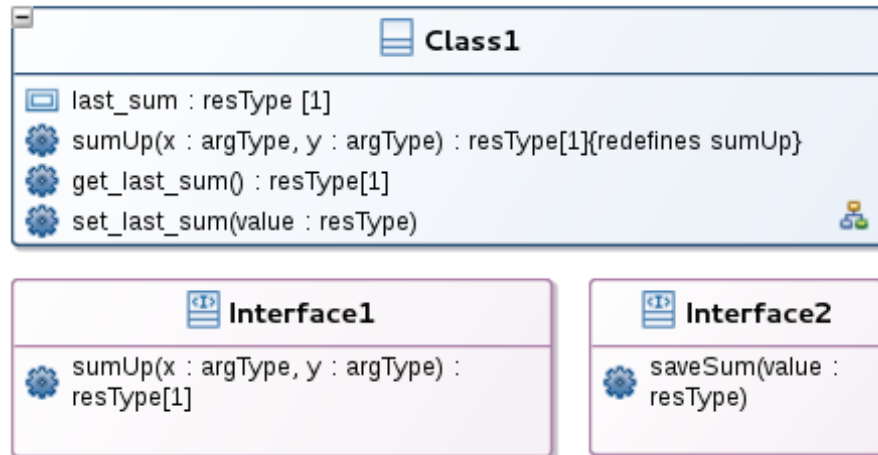 Class1
last_sum : resType [1]
sumUp(x : argType, y : argType) : resType[1]{redefines sumUp}
get_last_sum() : resType[1]
set_last_sum(value : resType)
Interface1
sumUp(x : argType, y : argType) :
resType[1]
Interface2
saveSum(value :
resType)